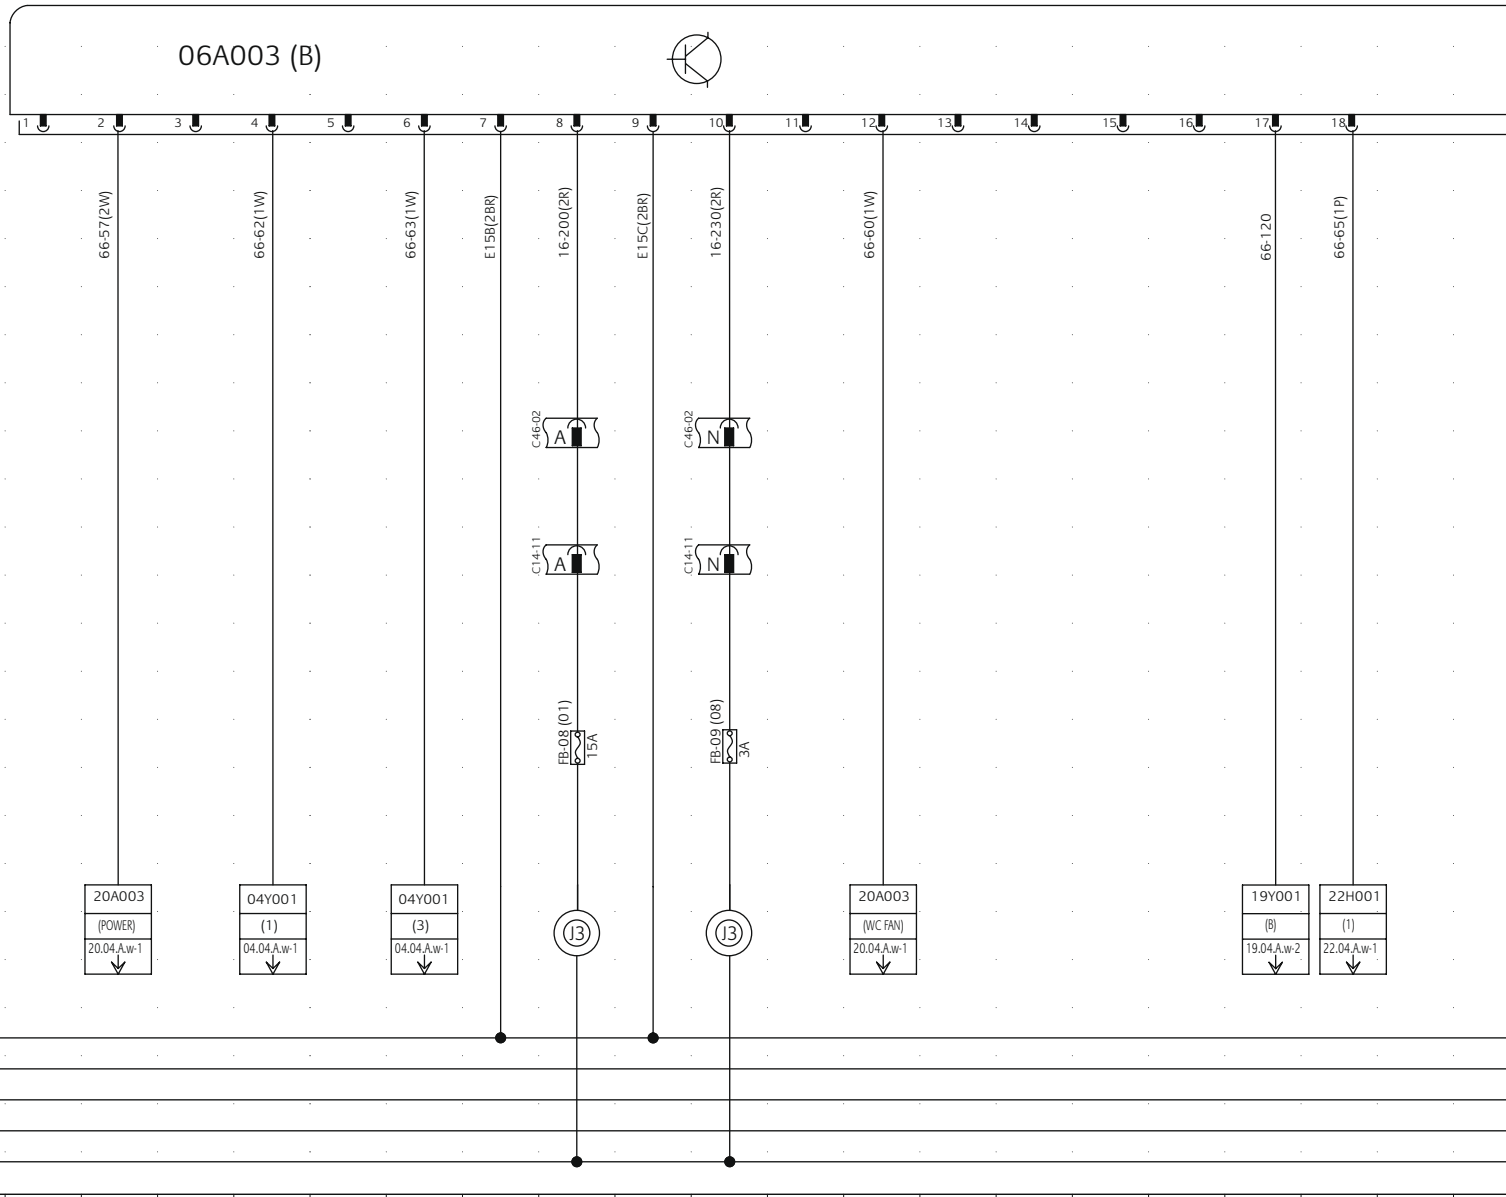 06A003 (B)
1 2 3 4 5 6 7 8 9 10 11 12 13 14 15 16 17 18
66-57(2W)
66-62(1W)
66-63(1W)
E15B(2BR)
16-200(2R)
E15C(2BR)
16-230(2R)
66-60(1W)
66-120
66-65(1P)
C46-02 A
C46-02 N
C14-11 A
C14-11 N
FB-08 (01)
15A
FB-09 (08)
3A
20A003
(POWER)
20.04.A.w-1
04Y001
(1)
04.04.A.w-1
04Y001
(3)
04.04.A.w-1
J3
J3
20A003
(WC FAN)
20.04.A.w-1
19Y001
(B)
19.04.A.w-2
22H001
(1)
22.04.A.w-1